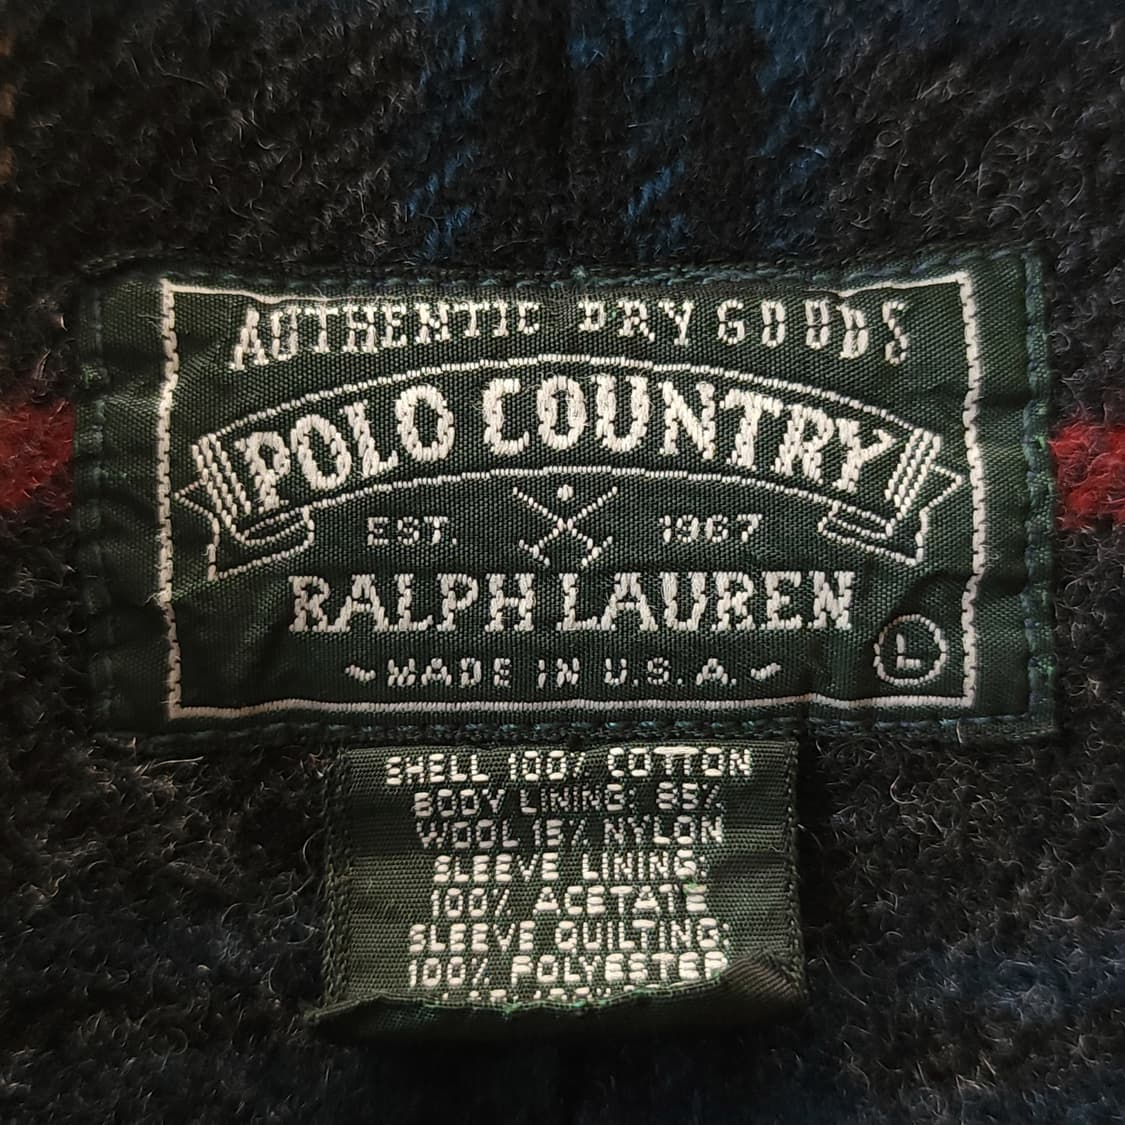 AUTHENTIC DRY GOODS
POLO COUNTRY
EST. 1967
RALPH LAUREN
~MADE IN U.S.A.~
L
SHELL 100% COTTON
BODY LINING: 85%
WOOL 15% NYLON
SLEEVE LINING:
100% ACETATE
SLEEVE QUILTING:
100% POLYESTER